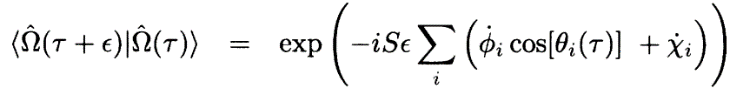 ⟨Ω̂(τ + ϵ)|Ω̂(τ)⟩ = exp(−iSϵ ∑_i (ϕ̇_i cos[θ_i(τ)] + χ̇_i))